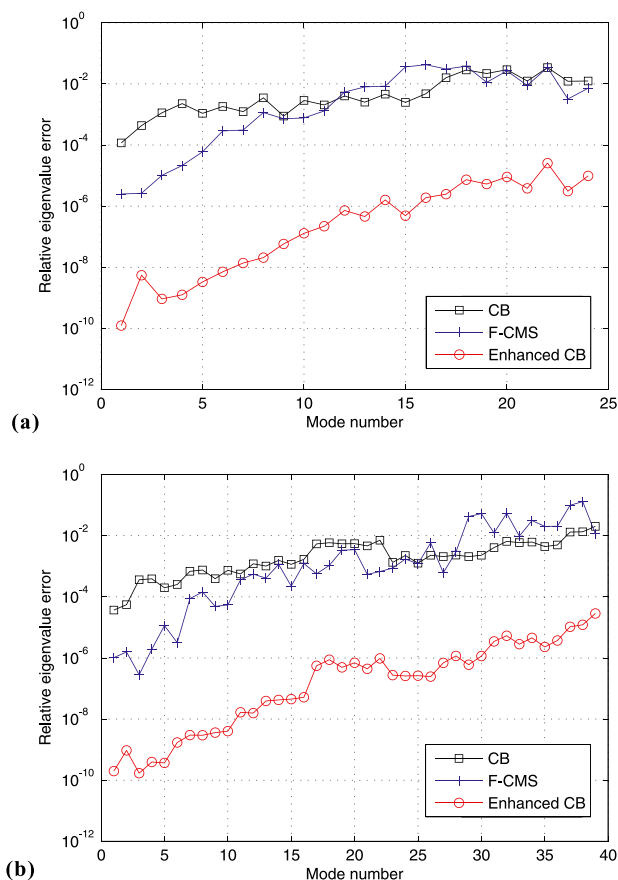 10^0
10^-2
10^-4
10^-6
10^-8
10^-10
10^-12
Relative eigenvalue error
CB
F-CMS
Enhanced CB
0 5 10 15 20 25
Mode number
(a)
10^0
10^-2
10^-4
10^-6
10^-8
10^-10
10^-12
Relative eigenvalue error
CB
F-CMS
Enhanced CB
0 5 10 15 20 25 30 35 40
Mode number
(b)